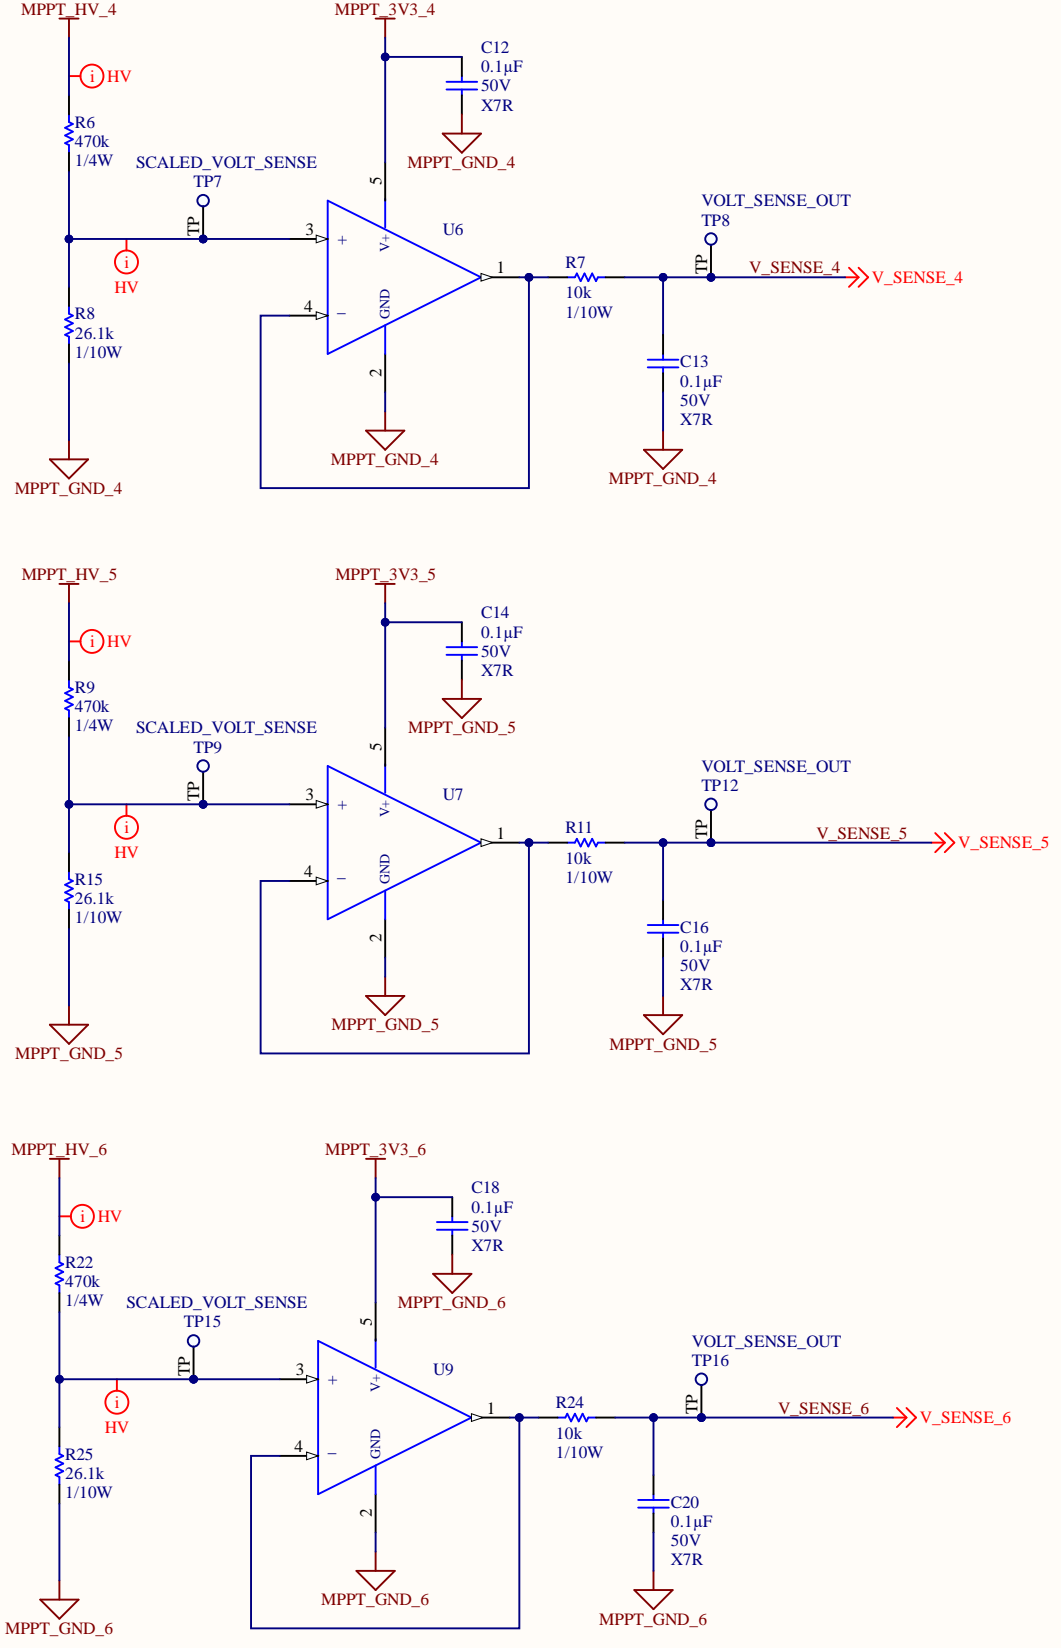 MPPT_HV_4
MPPT_3V3_4
C12
0.1µF
50V
X7R
i HV
R6
470k
1/4W
MPPT_GND_4
SCALED_VOLT_SENSE
TP7
TP
5
VOLT_SENSE_OUT
TP8
TP
3
+
V+
U6
i
HV
1
R7
10k
1/10W
V_SENSE_4
V_SENSE_4
R8
26.1k
1/10W
4
−
GND
2
C13
0.1µF
50V
X7R
MPPT_GND_4
MPPT_GND_4
MPPT_GND_4
MPPT_HV_5
MPPT_3V3_5
C14
0.1µF
50V
X7R
i HV
R9
470k
1/4W
MPPT_GND_5
SCALED_VOLT_SENSE
TP9
TP
5
VOLT_SENSE_OUT
TP12
TP
3
+
V+
U7
i
HV
1
R11
10k
1/10W
V_SENSE_5
V_SENSE_5
R15
26.1k
1/10W
4
−
GND
2
C16
0.1µF
50V
X7R
MPPT_GND_5
MPPT_GND_5
MPPT_GND_5
MPPT_HV_6
MPPT_3V3_6
C18
0.1µF
50V
X7R
i HV
R22
470k
1/4W
MPPT_GND_6
SCALED_VOLT_SENSE
TP15
TP
5
VOLT_SENSE_OUT
TP16
TP
3
+
V+
U9
i
HV
1
R24
10k
1/10W
V_SENSE_6
V_SENSE_6
R25
26.1k
1/10W
4
−
GND
2
C20
0.1µF
50V
X7R
MPPT_GND_6
MPPT_GND_6
MPPT_GND_6